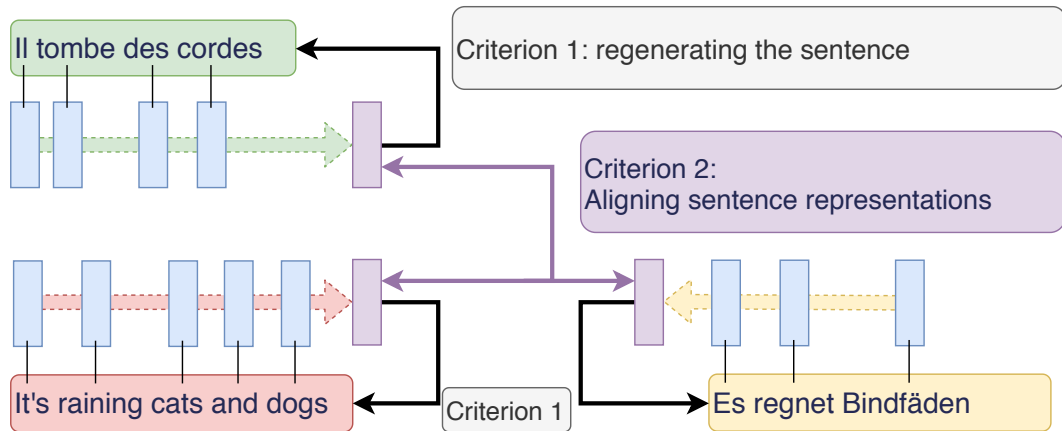 Il tombe des cordes
Criterion 1: regenerating the sentence
Criterion 2:
Aligning sentence representations
It's raining cats and dogs
Criterion 1
Es regnet Bindfäden